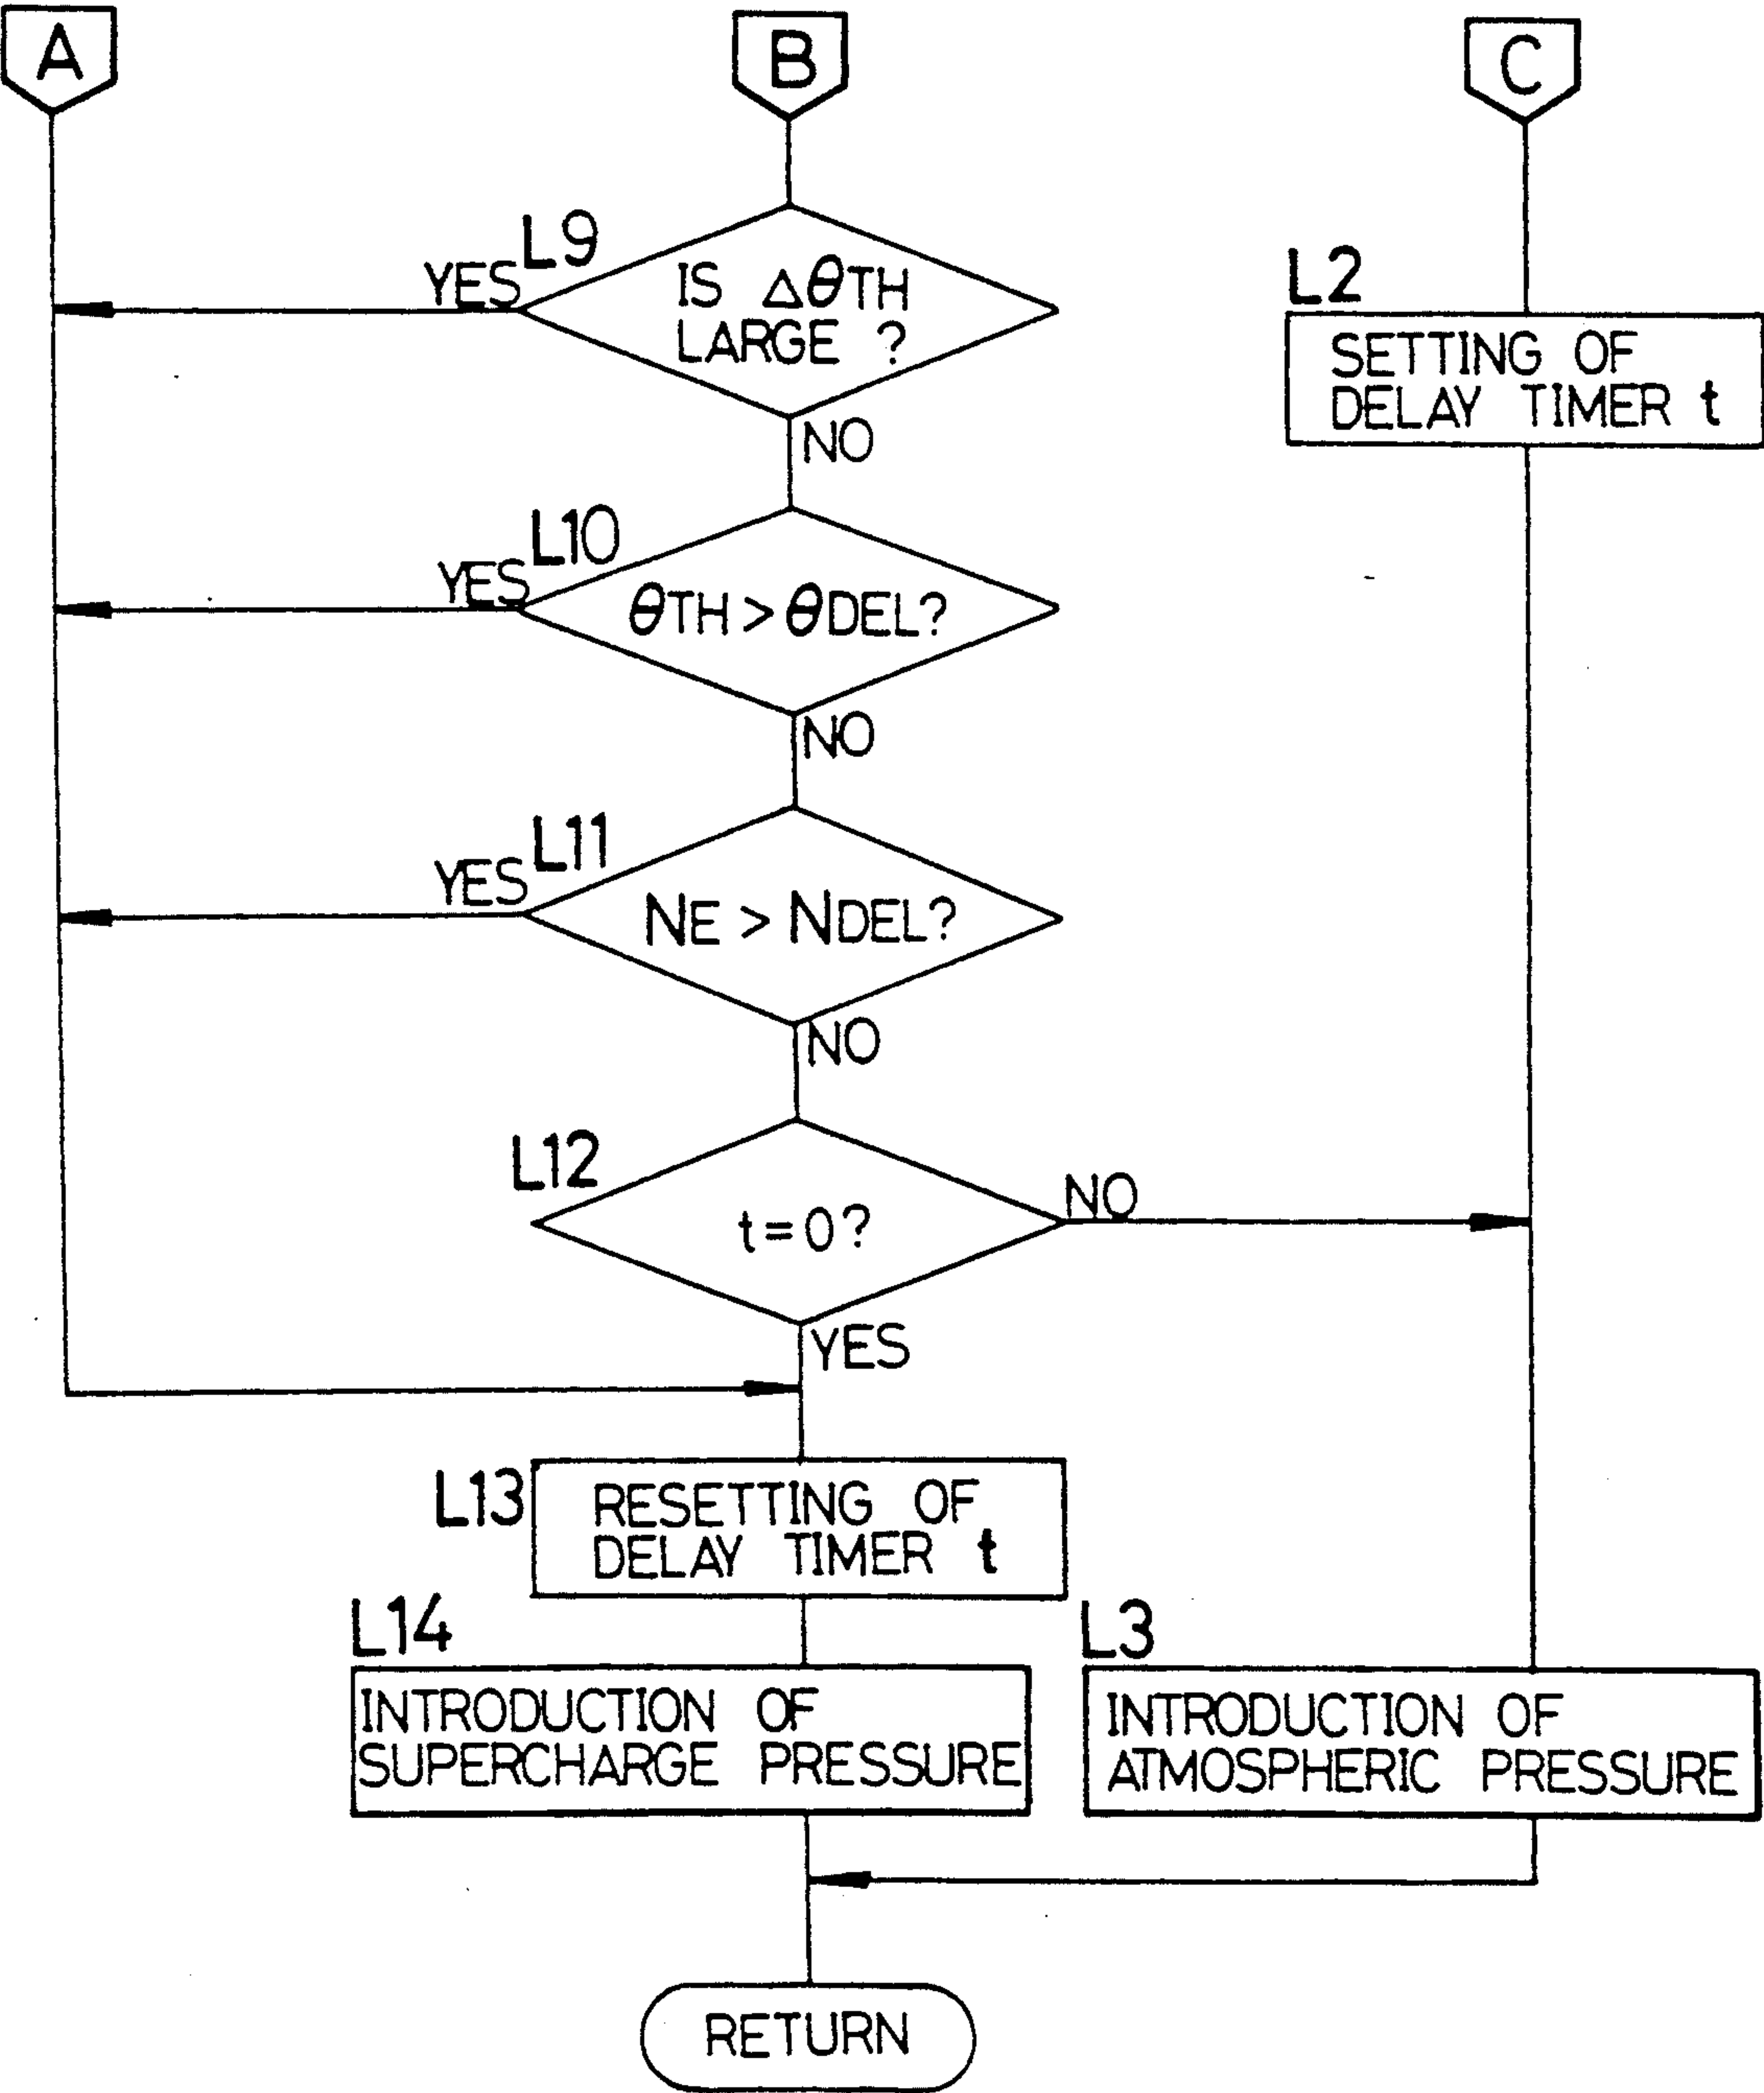 A
B
C
L9
YES
IS ΔθTH
LARGE ?
NO
L2
SETTING OF
DELAY TIMER t
L10
YES
θTH > θDEL?
NO
L11
YES
NE > NDEL?
NO
L12
t=0?
NO
YES
L13
RESETTING OF
DELAY TIMER t
L14
INTRODUCTION OF
SUPERCHARGE PRESSURE
L3
INTRODUCTION OF
ATMOSPHERIC PRESSURE
RETURN